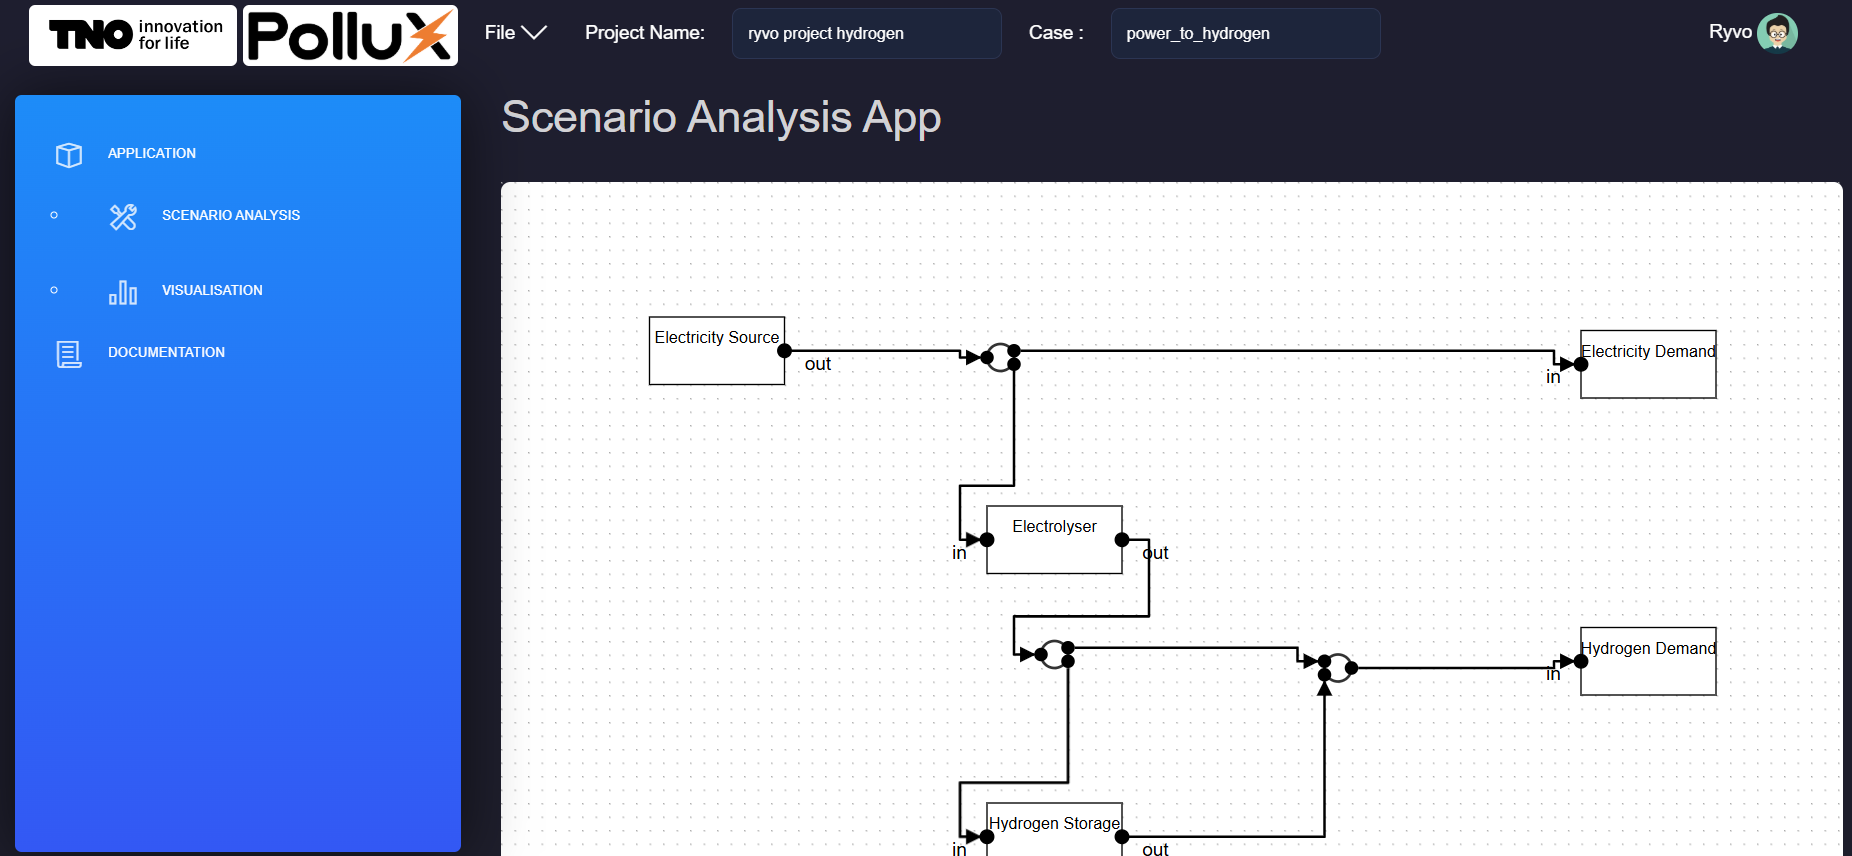 TNO innovation
for life
Pollux
File
Project Name:
ryvo project hydrogen
Case :
power_to_hydrogen
Ryvo
APPLICATION
SCENARIO ANALYSIS
VISUALISATION
DOCUMENTATION
Scenario Analysis App
Electricity Source
out
Electricity Demand
in
Electrolyser
in
out
Hydrogen Demand
in
Hydrogen Storage
in
out